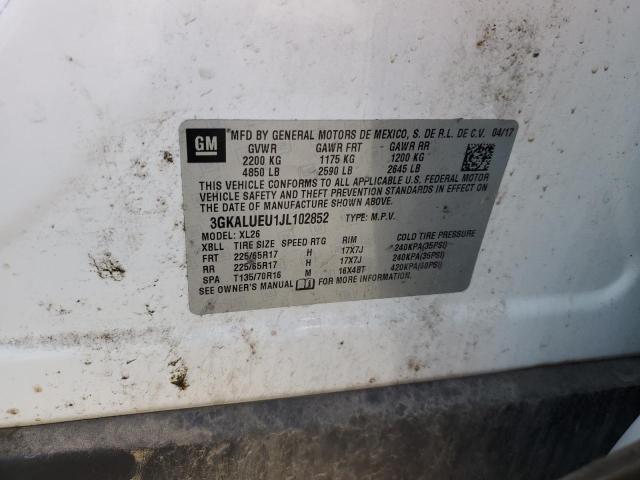 GM MFD BY GENERAL MOTORS DE MEXICO, S. DE R.L. DE C.V. 04/17
GVWR GAWR FRT GAWR RR
2200 KG 1175 KG 1200 KG
4850 LB 2590 LB 2645 LB
THIS VEHICLE CONFORMS TO ALL APPLICABLE U.S. FEDERAL MOTOR
VEHICLE SAFETY AND THEFT PREVENTION STANDARDS IN EFFECT ON THE
DATE OF MANUFACTURE SHOWN ABOVE.
3GKALUEU1JL102852 TYPE: M.P.V.
MODEL: XL26
XBLL TIRE SIZE SPEED RTG RIM COLD TIRE PRESSURE
FRT 225/65R17 H 17X7J 240KPA(35PSI)
RR 225/65R17 H 17X7J 240KPA(35PSI)
SPA T135/70R16 M 16X4BT 420KPA(60PSI)
SEE OWNER'S MANUAL FOR MORE INFORMATION.